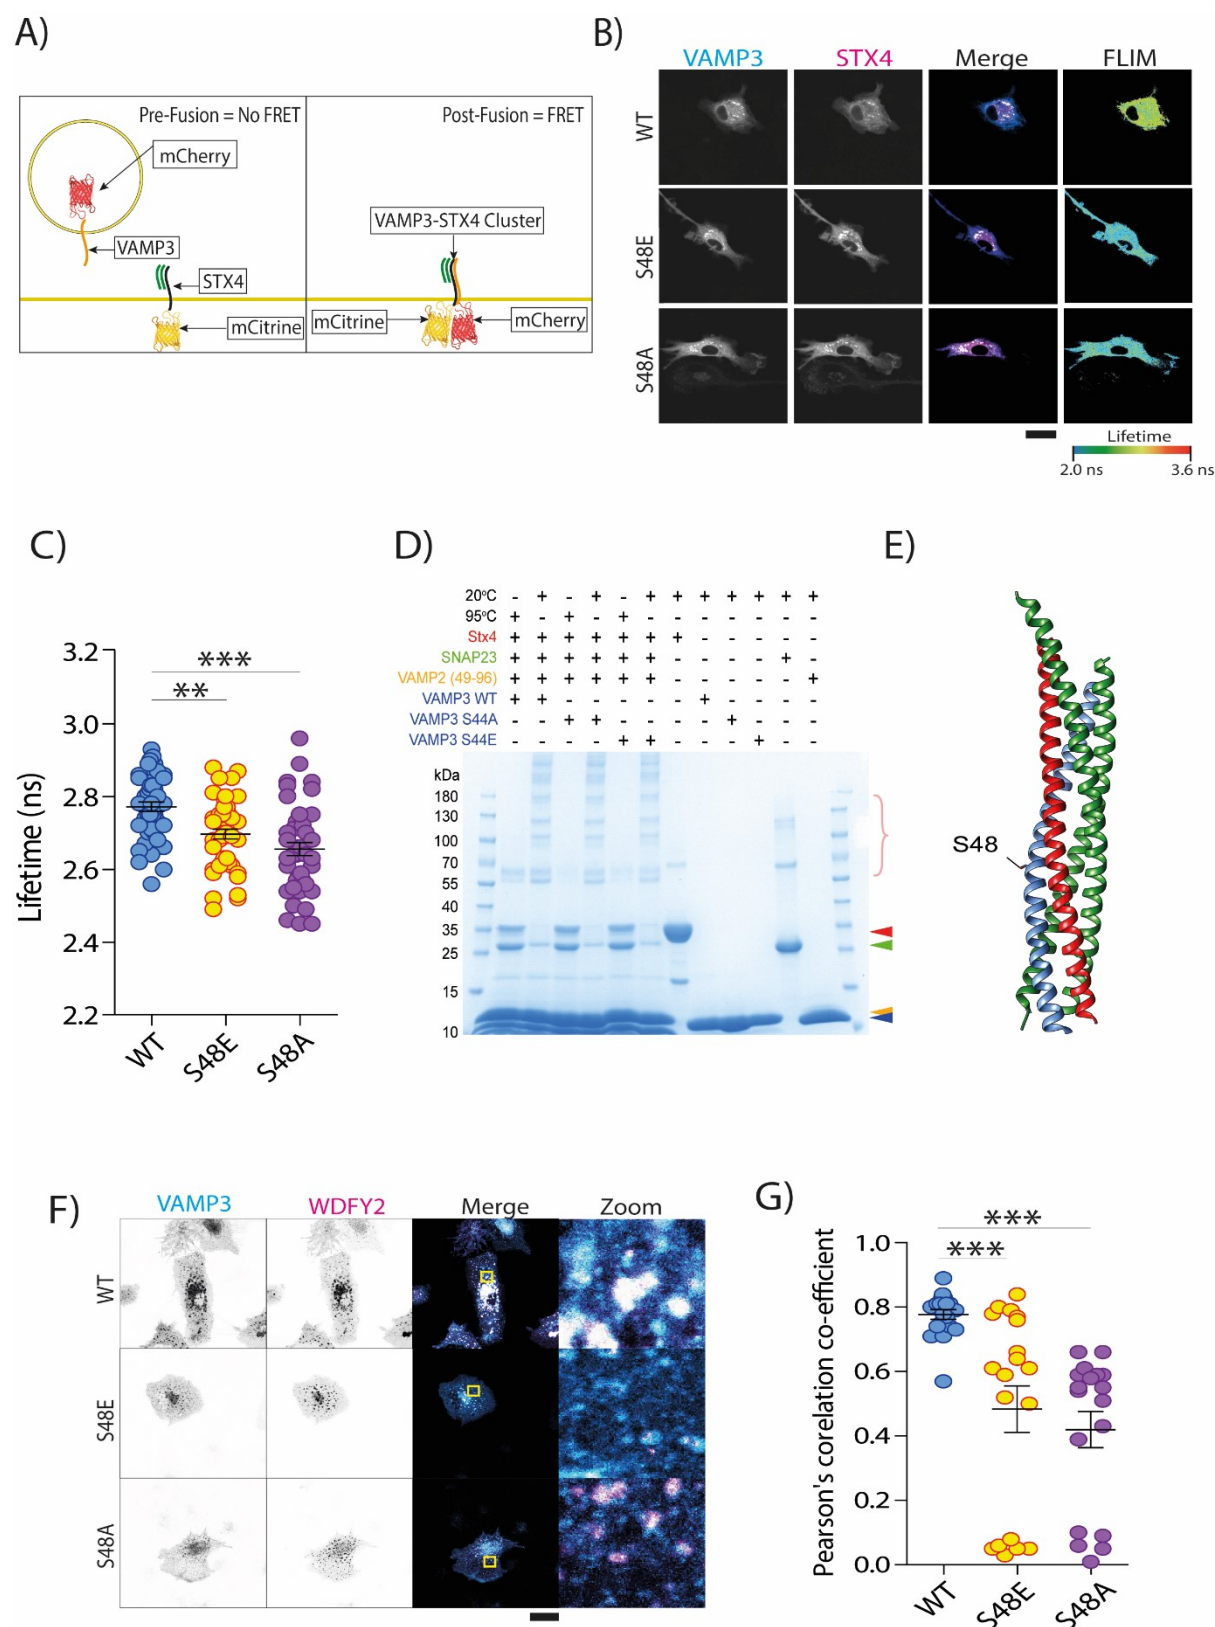 A)
Pre-Fusion = No FRET
Post-Fusion = FRET
mCherry
VAMP3
STX4
mCitrine
VAMP3-STX4 Cluster
mCitrine
mCherry
B)
VAMP3 STX4 Merge FLIM
WT
S48E
S48A
Lifetime
2.0 ns 3.6 ns
C)
Lifetime (ns)
3.2
3.0
2.8
2.6
2.4
2.2
***
**
WT S48E S48A
D)
20°C - + - + - + + + + + + +
95°C + - + - + - - - - - - -
Stx4 + + + + + + + - - - - -
SNAP23 + + + + + + - - - - + -
VAMP2 (49-96) + + + + + + - - - - - +
VAMP3 WT + + - - - - - + - - - -
VAMP3 S44A - - + + - - - - + - - -
VAMP3 S44E - - - - + + - - - + - -
kDa
180
130
100
70
55
40
35
25
15
10
E)
S48
F)
VAMP3 WDFY2 Merge Zoom
WT
S48E
S48A
G)
Pearson's corelation co-efficient
1.0
0.8
0.6
0.4
0.2
0.0
***
***
WT S48E S48A